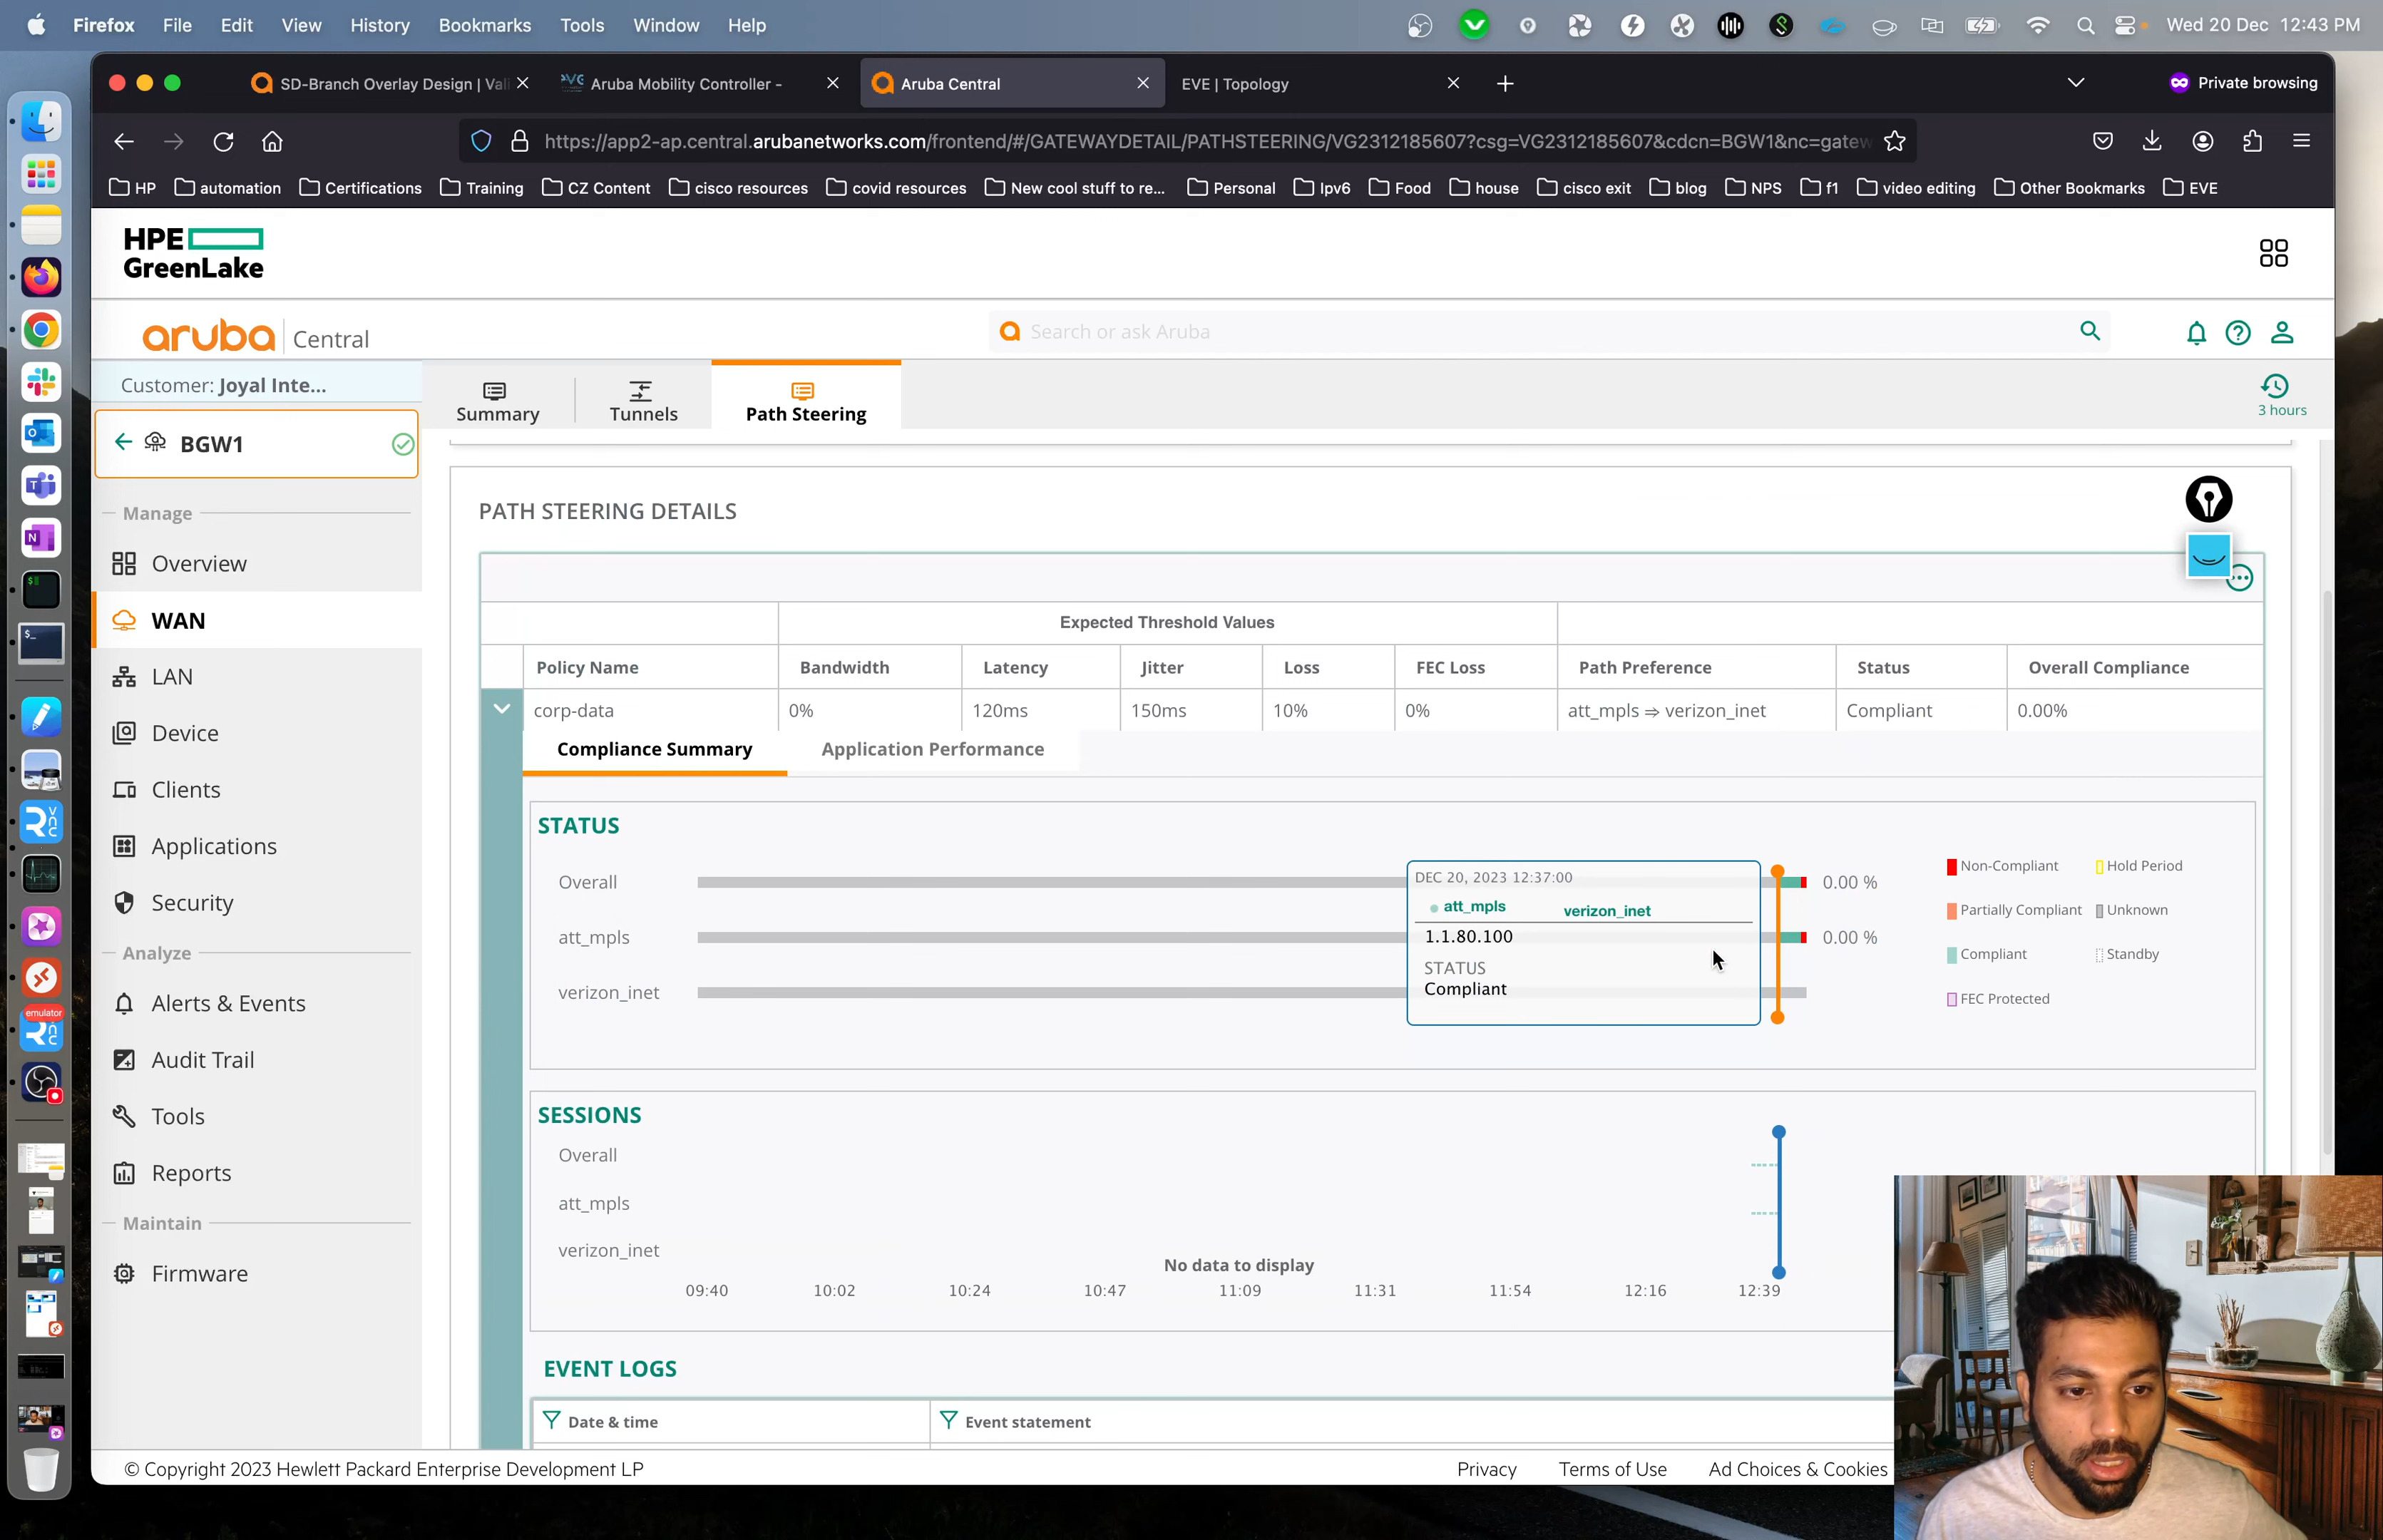 Firefox File Edit View History Bookmarks Tools Window Help Wed 20 Dec 12:43 PM
SD-Branch Overlay Design | Vali Aruba Mobility Controller - Aruba Central EVE | Topology Private browsing
https://app2-ap.central.arubanetworks.com/frontend/#/GATEWAYDETAIL/PATHSTEERING/VG2312185607?csg=VG2312185607&cdcn=BGW1&nc=gatew
HP automation Certifications Training CZ Content cisco resources covid resources New cool stuff to re... Personal Ipv6 Food house cisco exit blog NPS f1 video editing Other Bookmarks EVE
HPE
GreenLake
aruba Central Search or ask Aruba
Customer: Joyal Inte...
Summary Tunnels Path Steering 3 hours
BGW1
Manage
Overview
WAN
LAN
Device
Clients
Applications
Security
Analyze
Alerts & Events
Audit Trail
Tools
Reports
Maintain
Firmware
emulator
PATH STEERING DETAILS
Expected Threshold Values
Policy Name Bandwidth Latency Jitter Loss FEC Loss Path Preference Status Overall Compliance
corp-data 0% 120ms 150ms 10% 0% att_mpls ⇒ verizon_inet Compliant 0.00%
Compliance Summary Application Performance
STATUS
Overall 0.00 %
att_mpls 0.00 %
verizon_inet
DEC 20, 2023 12:37:00
att_mpls verizon_inet
1.1.80.100
STATUS
Compliant
Non-Compliant Hold Period
Partially Compliant Unknown
Compliant Standby
FEC Protected
SESSIONS
Overall
att_mpls
verizon_inet
No data to display
09:40 10:02 10:24 10:47 11:09 11:31 11:54 12:16 12:39
EVENT LOGS
Date & time Event statement
© Copyright 2023 Hewlett Packard Enterprise Development LP Privacy Terms of Use Ad Choices & Cookies